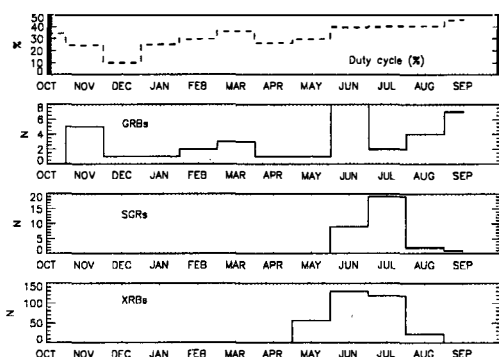 50
40
30
20
10
0
%
Duty cycle (%)
OCT NOV DEC JAN FEB MAR APR MAY JUN JUL AUG SEP
8
6
4
2
0
N
GRBs
OCT NOV DEC JAN FEB MAR APR MAY JUN JUL AUG SEP
20
15
10
5
0
N
SGRs
OCT NOV DEC JAN FEB MAR APR MAY JUN JUL AUG SEP
150
100
50
0
N
XRBs
OCT NOV DEC JAN FEB MAR APR MAY JUN JUL AUG SEP